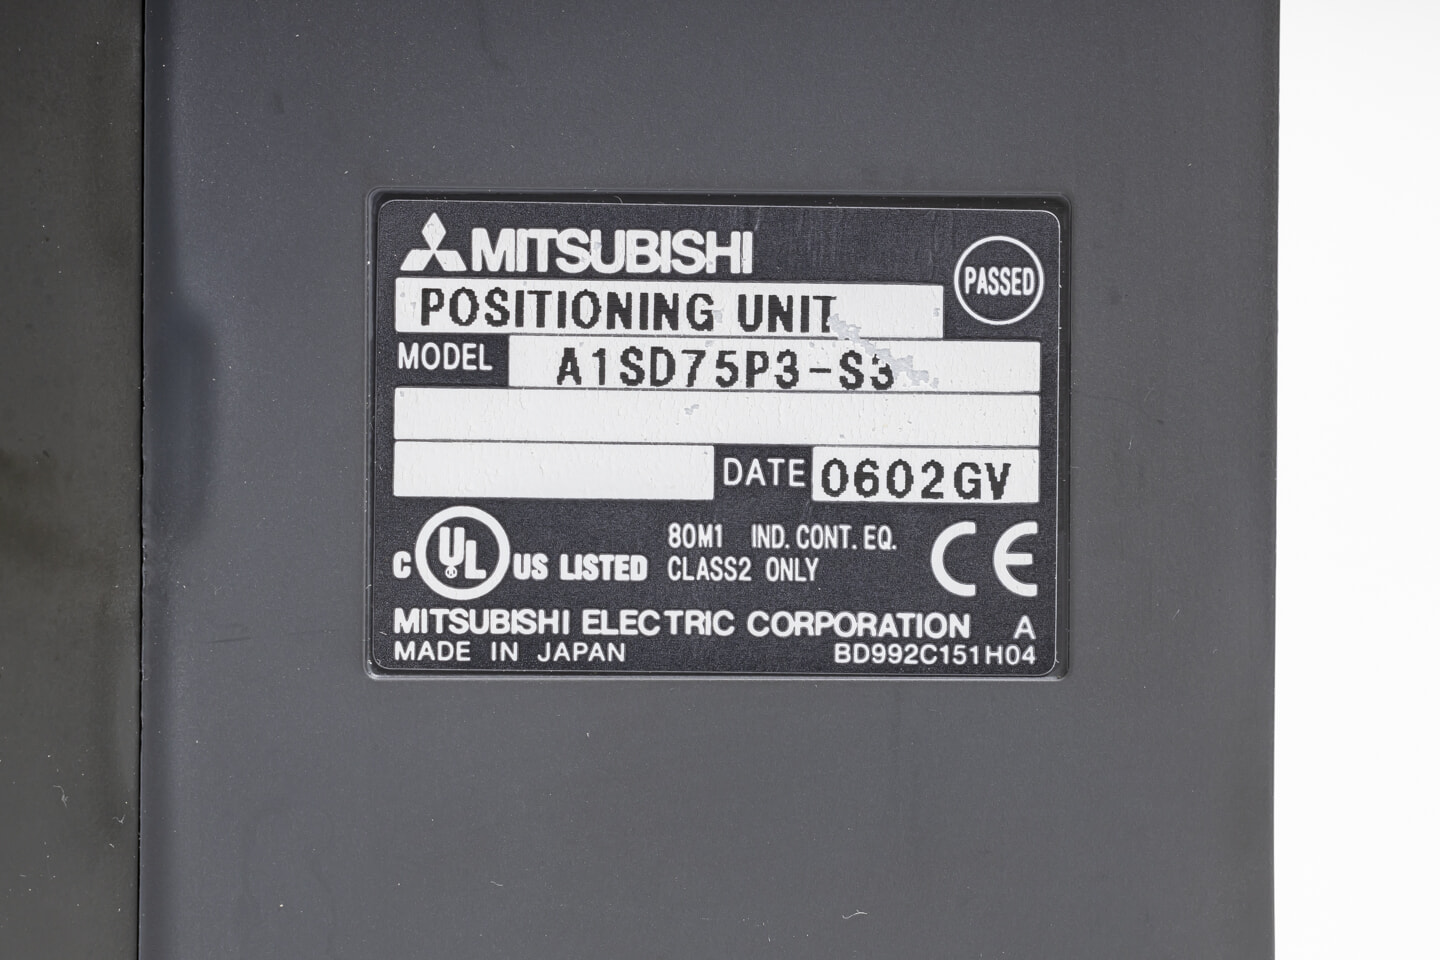 MITSUBISHI
PASSED
POSITIONING UNIT
MODEL A1SD75P3-S3
DATE 0602GV
C UL US LISTED 80M1 IND. CONT. EQ.
CLASS2 ONLY CE
MITSUBISHI ELECTRIC CORPORATION A
MADE IN JAPAN BD992C151H04